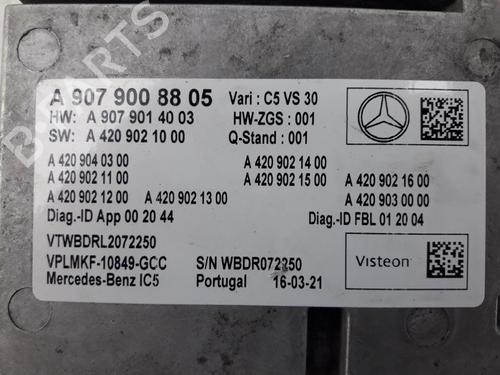 PARTS
A 907 900 88 05 Vari : C5 VS 30
HW: A 907 901 40 03 HW-ZGS : 001
SW: A 420 902 10 00 Q-Stand : 001
A 420 904 03 00 A 420 902 14 00
A 420 902 11 00 A 420 902 15 00 A 420 902 16 00
A 420 902 12 00 A 420 902 13 00 A 420 903 00 00
Diag.-ID App 00 20 44 Diag.-ID FBL 01 20 04
VTWBDRL2072250
VPLMKF-10849-GCC S/N WBDR072250 Visteon
Mercedes-Benz IC5 Portugal 16-03-21